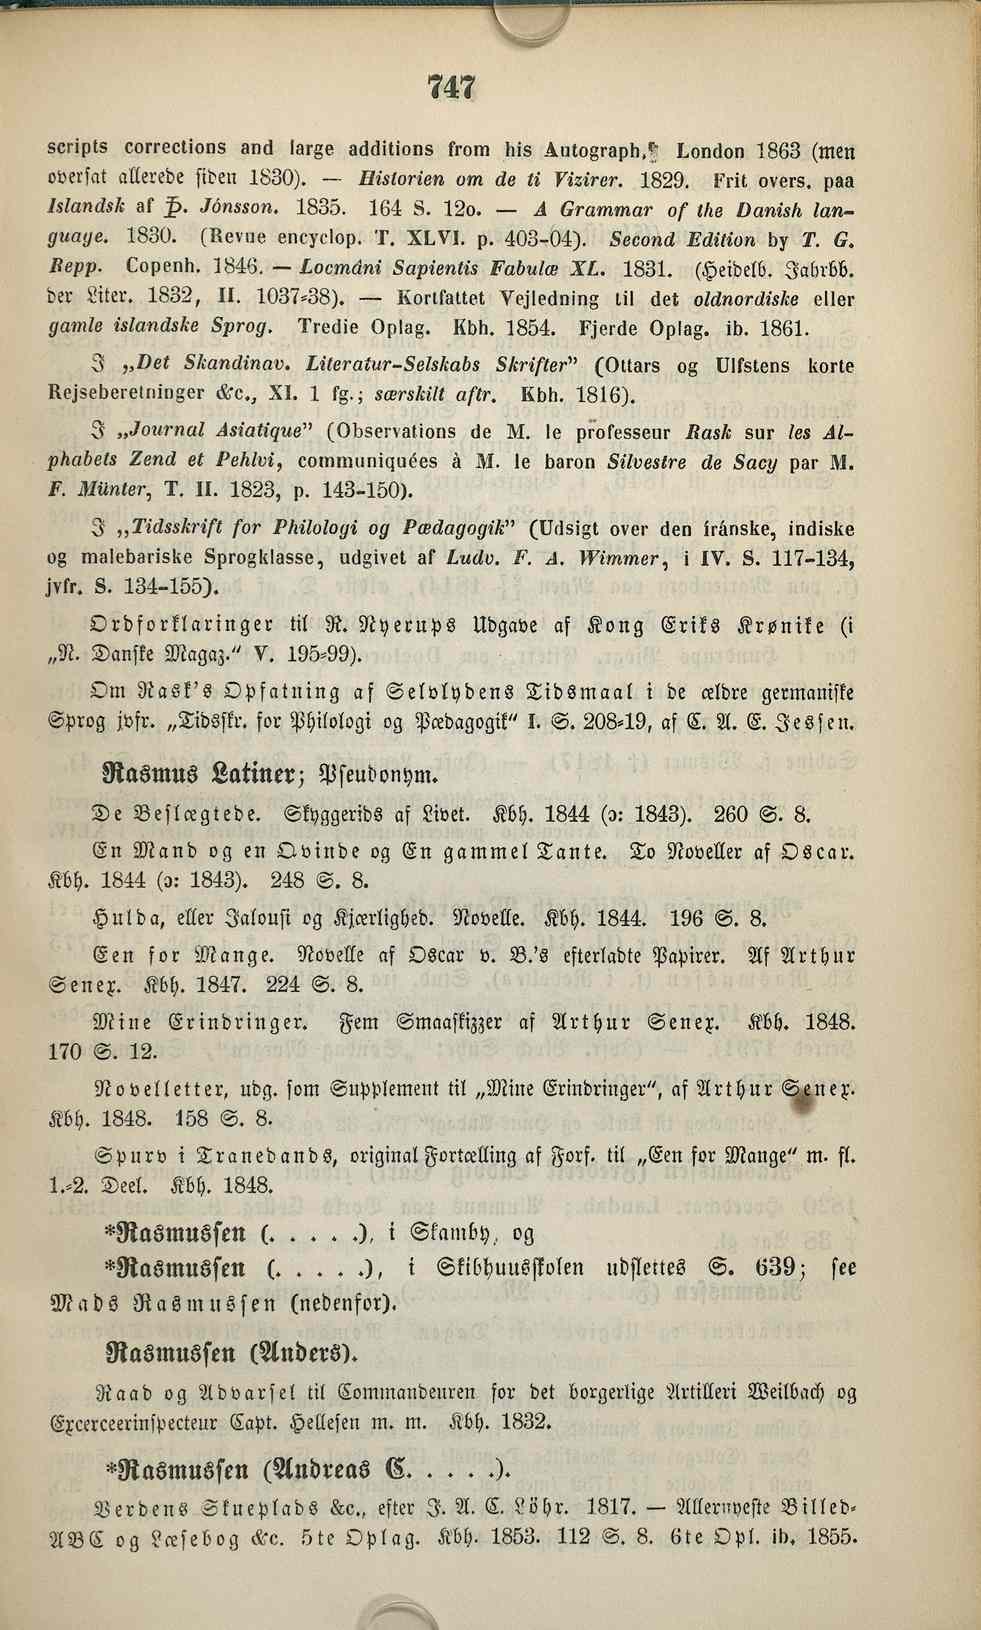 747
scripts corrections and large additions from his Autograph, London 1863 (men
oversat allerede siden 1830). — Historien om de ti Vizirer. 1829. Frit overs. paa
Islandsk af Þ. Jónsson. 1835. 164 S. 12o. — A Grammar of the Danish lan-
guage. 1830. (Revue encyclop. T. XLVI. p. 403-04). Second Edition by T. G.
Repp. Copenh. 1846. — Locmáni Sapientis Fabulæ XL. 1831. (Heidelb. Jahrbb.
der Liter. 1832, II. 1037-38). — Kortfattet Vejledning til det oldnordiske eller
gamle islandske Sprog. Tredie Oplag. Kbh. 1854. Fjerde Oplag. ib. 1861.
I „Det Skandinav. Literatur-Selskabs Skrifter” (Ottars og Ulfstens korte
Rejseberetninger &c., XI. 1 fg.; særskilt aftr. Kbh. 1816).
I „Journal Asiatique” (Observations de M. le professeur Rask sur les Al-
phabets Zend et Pehlvi, communiquées à M. le baron Silvestre de Sacy par M.
F. Münter, T. II. 1823, p. 143-150).
I „Tidsskrift for Philologi og Pædagogik” (Udsigt over den íránske, indiske
og malebariske Sprogklasse, udgivet af Ludv. F. A. Wimmer, i IV. S. 117-134,
jvfr. S. 134-155).
Ordforklaringer til R. Nyerups Udgave af Kong Eriks Krønike (i
„N. Danske Magaz.“ V. 195-99).
Om Rask's Opfatning af Selvlydens Tidsmaal i de ældre germaniske
Sprog jvfr. „Tidsskr. for Philologi og Pædagogik“ I. S. 208-19, af C. A. E. Jessen.
Rasmus Latiner; Pseudonym.
De Beslægtede. Skyggerids af Livet. Kbh. 1844 (ɔ: 1843). 260 S. 8.
En Mand og en Qvinde og En gammel Tante. To Noveller af Oscar.
Kbh. 1844 (ɔ: 1843). 248 S. 8.
Hulda, eller Jalousi og Kjærlighed. Novelle. Kbh. 1844. 196 S. 8.
Een for Mange. Novelle af Oscar v. B.'s efterladte Papirer. Af Arthur
Senex. Kbh. 1847. 224 S. 8.
Mine Erindringer. Fem Smaaskizzer af Arthur Senex. Kbh. 1848.
170 S. 12.
Novelletter, udg. som Supplement til „Mine Erindringer“, af Arthur Senex.
Kbh. 1848. 158 S. 8.
Spurv i Tranedands, original Fortælling af Forf. til „Een for Mange“ m. fl.
1.-2. Deel. Kbh. 1848.
*Rasmussen (. . . . .), i Skamby, og
*Rasmussen (. . . . .), i Skibhuusskolen udslettes S. 639; see
Mads Rasmussen (nedenfor).
Rasmussen (Anders).
Raad og Advarsel til Commandeuren for det borgerlige Artilleri Weilbach og
Excerceerinspecteur Capt. Hellesen m. m. Kbh. 1832.
*Rasmussen (Andreas C. . . . .).
Verdens Skueplads &c., efter J. A. C. Löhr. 1817. — Allernyeste Billed-
ABC og Læsebog &c. 5te Oplag. Kbh. 1853. 112 S. 8. 6te Opl. ib. 1855.